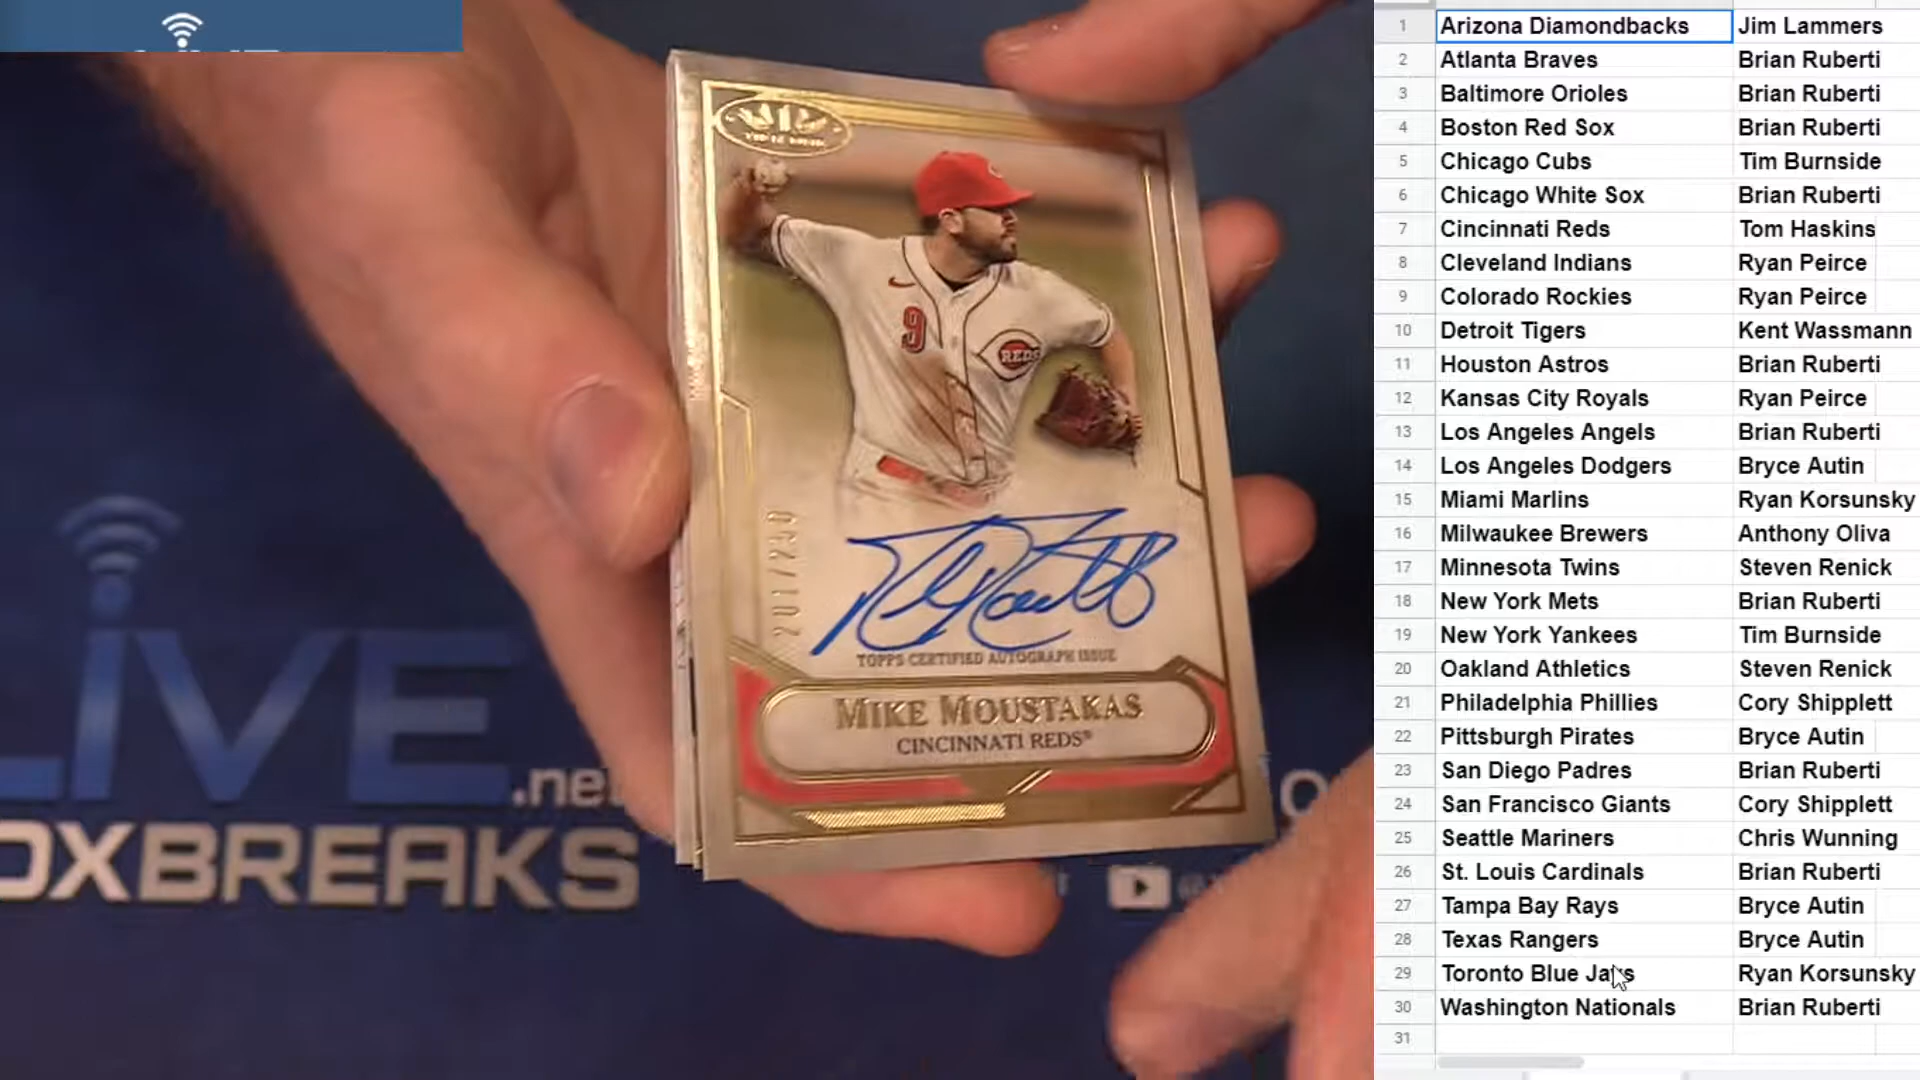 9
REDS
201/250
TOPPS CERTIFIED AUTOGRAPH ISSUE
MIKE MOUSTAKAS
CINCINNATI REDS®
LIVE
.net
OXBREAKS
1 Arizona Diamondbacks Jim Lammers
2 Atlanta Braves Brian Ruberti
3 Baltimore Orioles Brian Ruberti
4 Boston Red Sox Brian Ruberti
5 Chicago Cubs Tim Burnside
6 Chicago White Sox Brian Ruberti
7 Cincinnati Reds Tom Haskins
8 Cleveland Indians Ryan Peirce
9 Colorado Rockies Ryan Peirce
10 Detroit Tigers Kent Wassmann
11 Houston Astros Brian Ruberti
12 Kansas City Royals Ryan Peirce
13 Los Angeles Angels Brian Ruberti
14 Los Angeles Dodgers Bryce Autin
15 Miami Marlins Ryan Korsunsky
16 Milwaukee Brewers Anthony Oliva
17 Minnesota Twins Steven Renick
18 New York Mets Brian Ruberti
19 New York Yankees Tim Burnside
20 Oakland Athletics Steven Renick
21 Philadelphia Phillies Cory Shipplett
22 Pittsburgh Pirates Bryce Autin
23 San Diego Padres Brian Ruberti
24 San Francisco Giants Cory Shipplett
25 Seattle Mariners Chris Wunning
26 St. Louis Cardinals Brian Ruberti
27 Tampa Bay Rays Bryce Autin
28 Texas Rangers Bryce Autin
29 Toronto Blue Jays Ryan Korsunsky
30 Washington Nationals Brian Ruberti
31